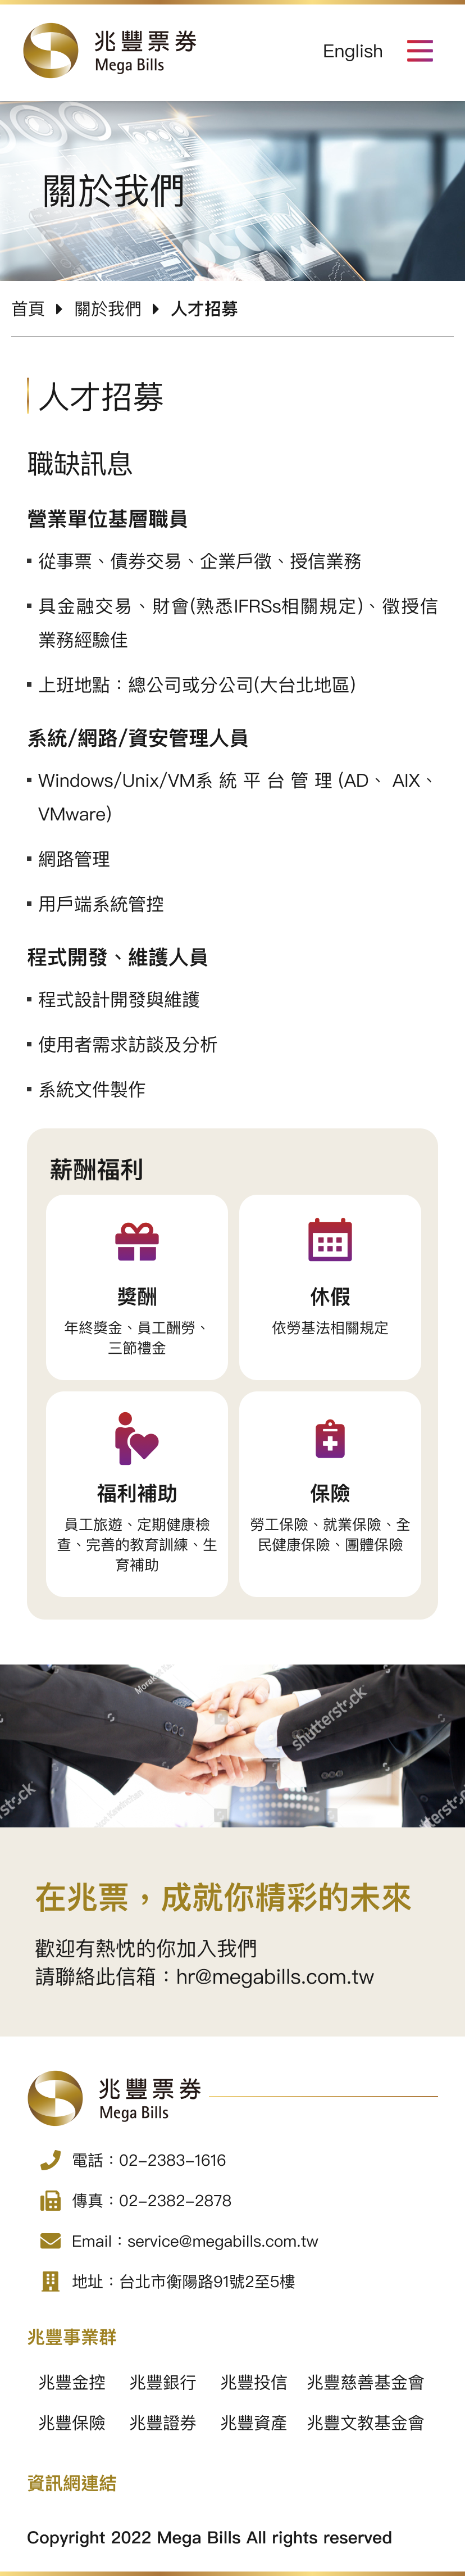 兆豐票券
Mega Bills
English
關於我們
首頁 關於我們 人才招募
人才招募
職缺訊息
營業單位基層職員
▪ 從事票、債券交易、企業戶徵、授信業務
▪ 具金融交易、財會(熟悉IFRSs相關規定)、徵授信
業務經驗佳
▪ 上班地點：總公司或分公司(大台北地區)
系統/網路/資安管理人員
▪ Windows/Unix/VM系統平台管理(AD、AIX、
VMware)
▪ 網路管理
▪ 用戶端系統管控
程式開發、維護人員
▪ 程式設計開發與維護
▪ 使用者需求訪談及分析
▪ 系統文件製作
薪酬福利
獎酬
年終獎金、員工酬勞、
三節禮金
休假
依勞基法相關規定
福利補助
員工旅遊、定期健康檢
查、完善的教育訓練、生
育補助
保險
勞工保險、就業保險、全
民健康保險、團體保險
shutterstock
在兆票，成就你精彩的未來
歡迎有熱忱的你加入我們
請聯絡此信箱：hr@megabills.com.tw
兆豐票券
Mega Bills
電話：02-2383-1616
傳真：02-2382-2878
Email：service@megabills.com.tw
地址：台北市衡陽路91號2至5樓
兆豐事業群
兆豐金控 兆豐銀行 兆豐投信 兆豐慈善基金會
兆豐保險 兆豐證券 兆豐資產 兆豐文教基金會
資訊網連結
Copyright 2022 Mega Bills All rights reserved